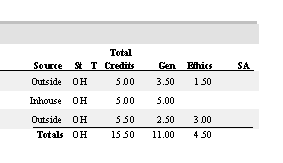 Total
Source St T Credits Gen Ethics SA
Outside OH 5.00 3.50 1.50
Inhouse OH 5.00 5.00
Outside OH 5.50 2.50 3.00
Totals OH 15.50 11.00 4.50